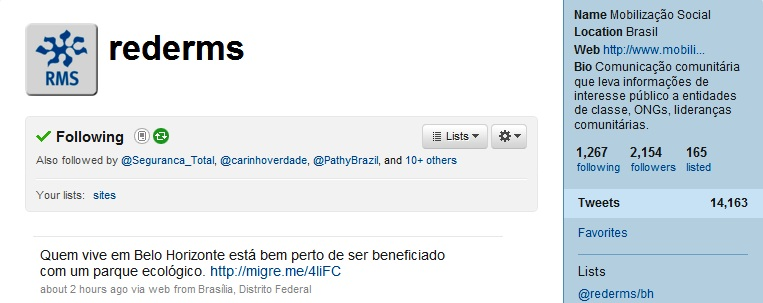 RMS
rederms
Following
Lists
Also followed by @Seguranca_Total, @carinhoverdade, @PathyBrazil, and 10+ others
Your lists: sites
Quem vive em Belo Horizonte está bem perto de ser beneficiado
com um parque ecológico. http://migre.me/4liFC
about 2 hours ago via web from Brasília, Distrito Federal
Name Mobilização Social
Location Brasil
Web http://www.mobili...
Bio Comunicação comunitária
que leva informações de
interesse público a entidades
de classe, ONGs, lideranças
comunitárias.
1,267 2,154 165
following followers listed
Tweets 14,163
Favorites
Lists
@rederms/bh